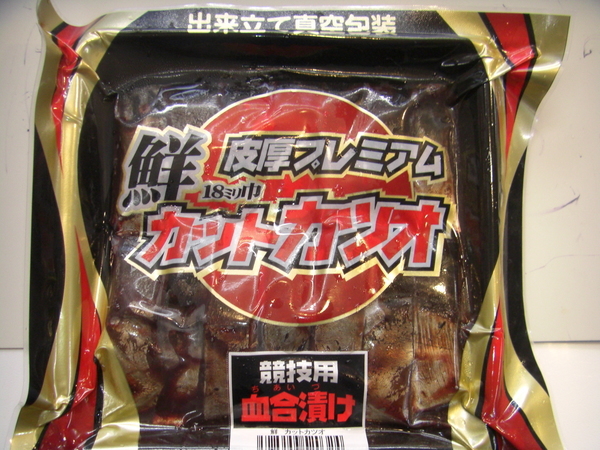 出来立て真空包装
鮮
皮厚プレミアム
18ミリ巾
カットカツオ
競技用
ちあいづ
血合漬け
鮮 カットカツオ